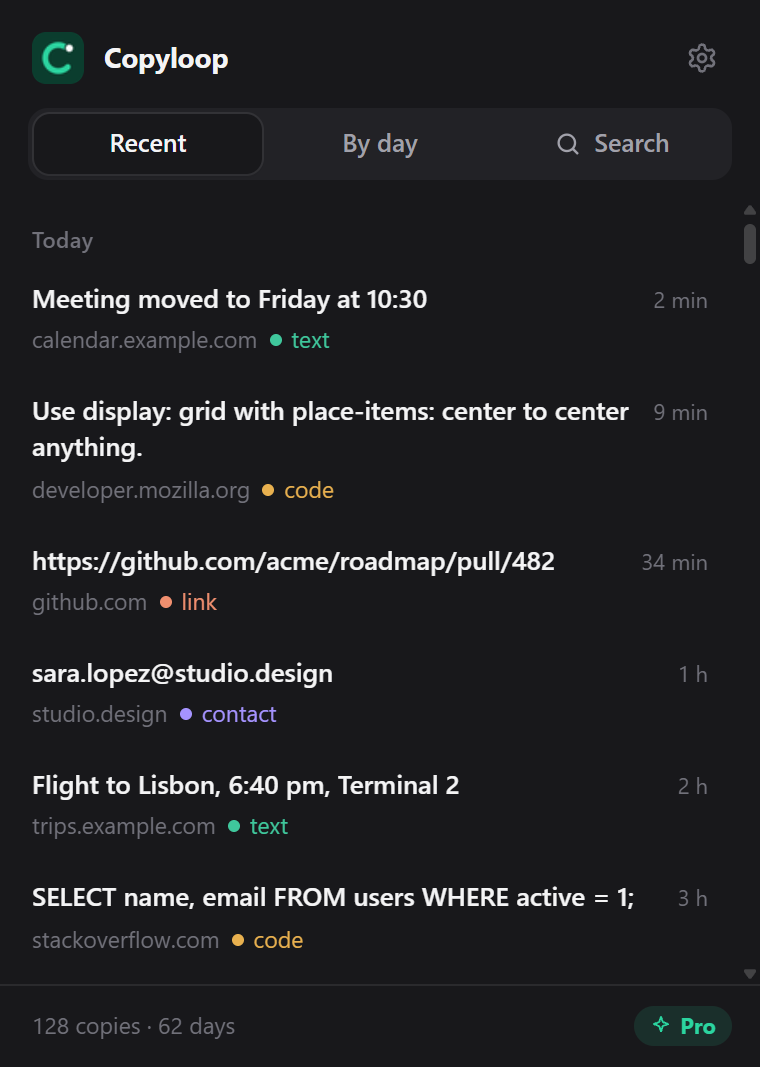 Copyloop
Recent
By day
Search
Today
Meeting moved to Friday at 10:30
2 min
calendar.example.com
text
Use display: grid with place-items: center to center
9 min
anything.
developer.mozilla.org
code
https://github.com/acme/roadmap/pull/482
34 min
github.com
link
sara.lopez@studio.design
1 h
studio.design
contact
Flight to Lisbon, 6:40 pm, Terminal 2
2 h
trips.example.com
text
SELECT name, email FROM users WHERE active = 1;
3 h
stackoverflow.com
code
128 copies · 62 days
Pro